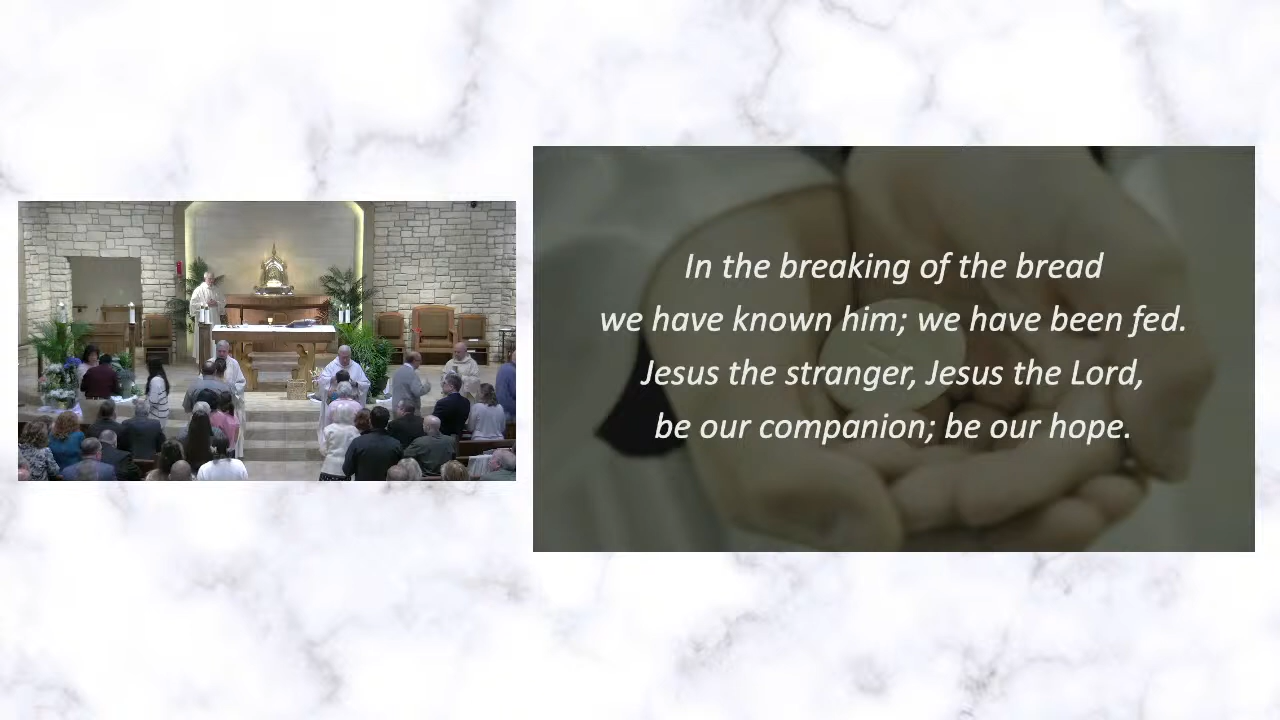 In the breaking of the bread
we have known him; we have been fed.
Jesus the stranger, Jesus the Lord,
be our companion; be our hope.